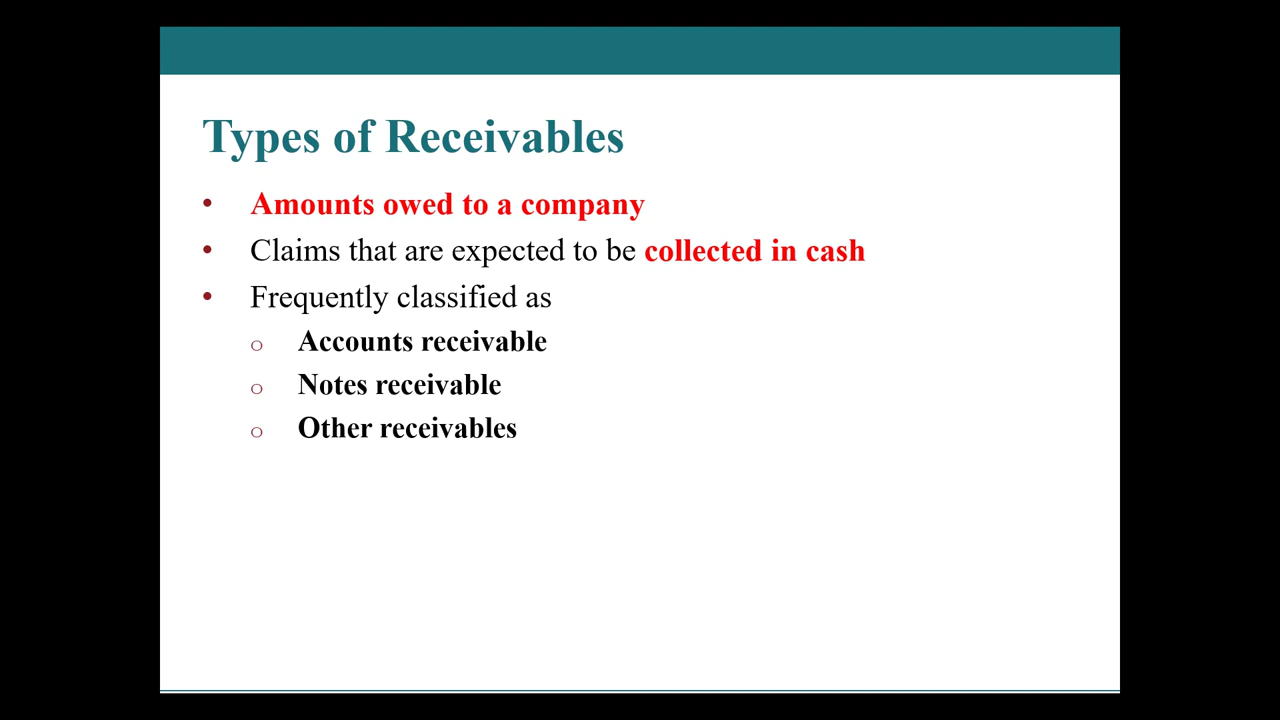 Types of Receivables
• Amounts owed to a company
• Claims that are expected to be collected in cash
• Frequently classified as
o Accounts receivable
o Notes receivable
o Other receivables